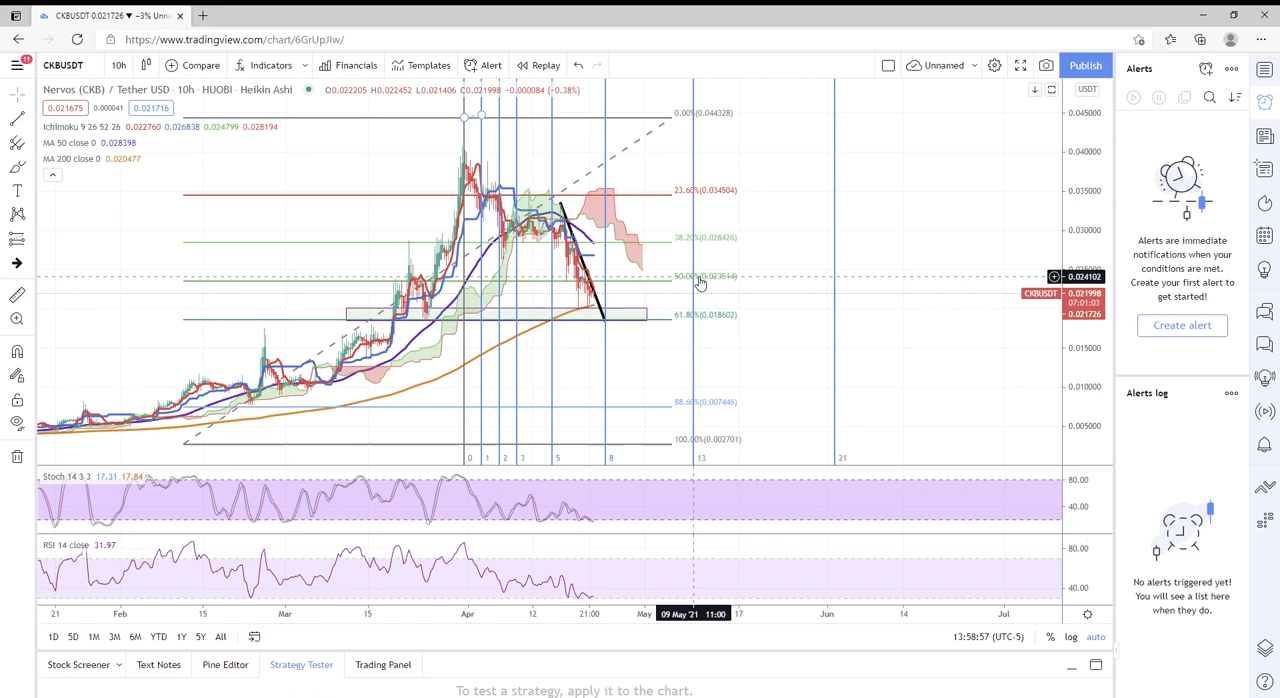 CKBUSDT 0.021726 ▼ −3% Unna
https://www.tradingview.com/chart/6GrUpJIw/
11
CKBUSDT 10h Compare Indicators Financials Templates Alert Replay Unnamed Publish
Alerts
Nervos (CKB) / Tether USD · 10h · HUOBI · Heikin Ashi O0.022205 H0.022452 L0.021406 C0.021998 −0.000084 (−0.38%)
USDT
0.021675 0.000041 0.021716
Ichimoku 9 26 52 26 0.022760 0.026838 0.024799 0.028194
MA 50 close 0 0.028398
MA 200 close 0 0.020477
0.00%(0.044328)
23.60%(0.034504)
38.20%(0.028426)
50.00%(0.023514)
61.80%(0.018602)
88.60%(0.007446)
100.00%(0.002701)
0.045000
0.040000
0.035000
0.030000
0.024102
CKBUSDT 0.021998
07:01:03
0.021726
0.015000
0.010000
0.005000
0 1 2 3 5 8 13 21
Stoch 14 3 3 17.31 17.84
80.00
40.00
RSI 14 close 31.97
80.00
40.00
21 Feb 15 Mar 15 Apr 12 21:00 May 09 May '21 11:00 17 Jun 14 Jul
1D 5D 1M 3M 6M YTD 1Y 5Y All
13:58:57 (UTC-5) % log auto
Stock Screener Text Notes Pine Editor Strategy Tester Trading Panel
To test a strategy, apply it to the chart.
Alerts are immediate
notifications when your
conditions are met.
Create your first alert to
get started!
Create alert
Alerts log
No alerts triggered yet!
You will see a list here
when they do.